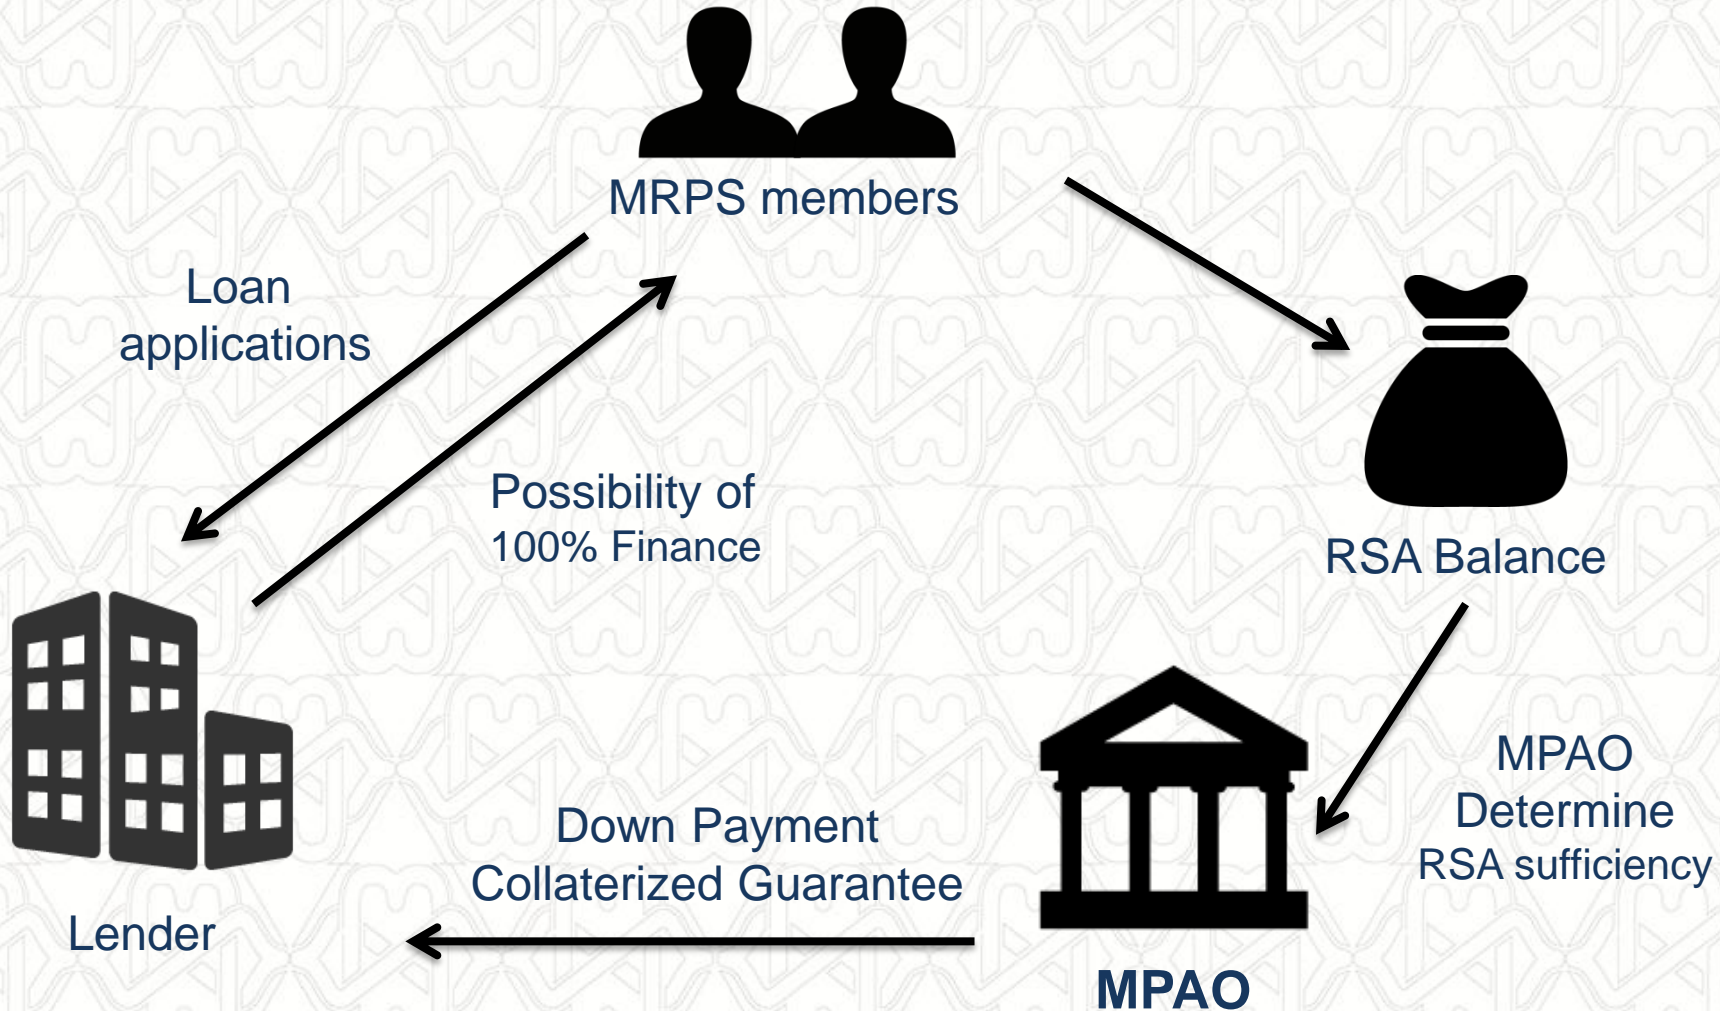 MRPS members
Loan
applications
Possibility of
100% Finance
RSA Balance
MPAO
Determine
RSA sufficiency
Down Payment
Collaterized Guarantee
Lender
MPAO